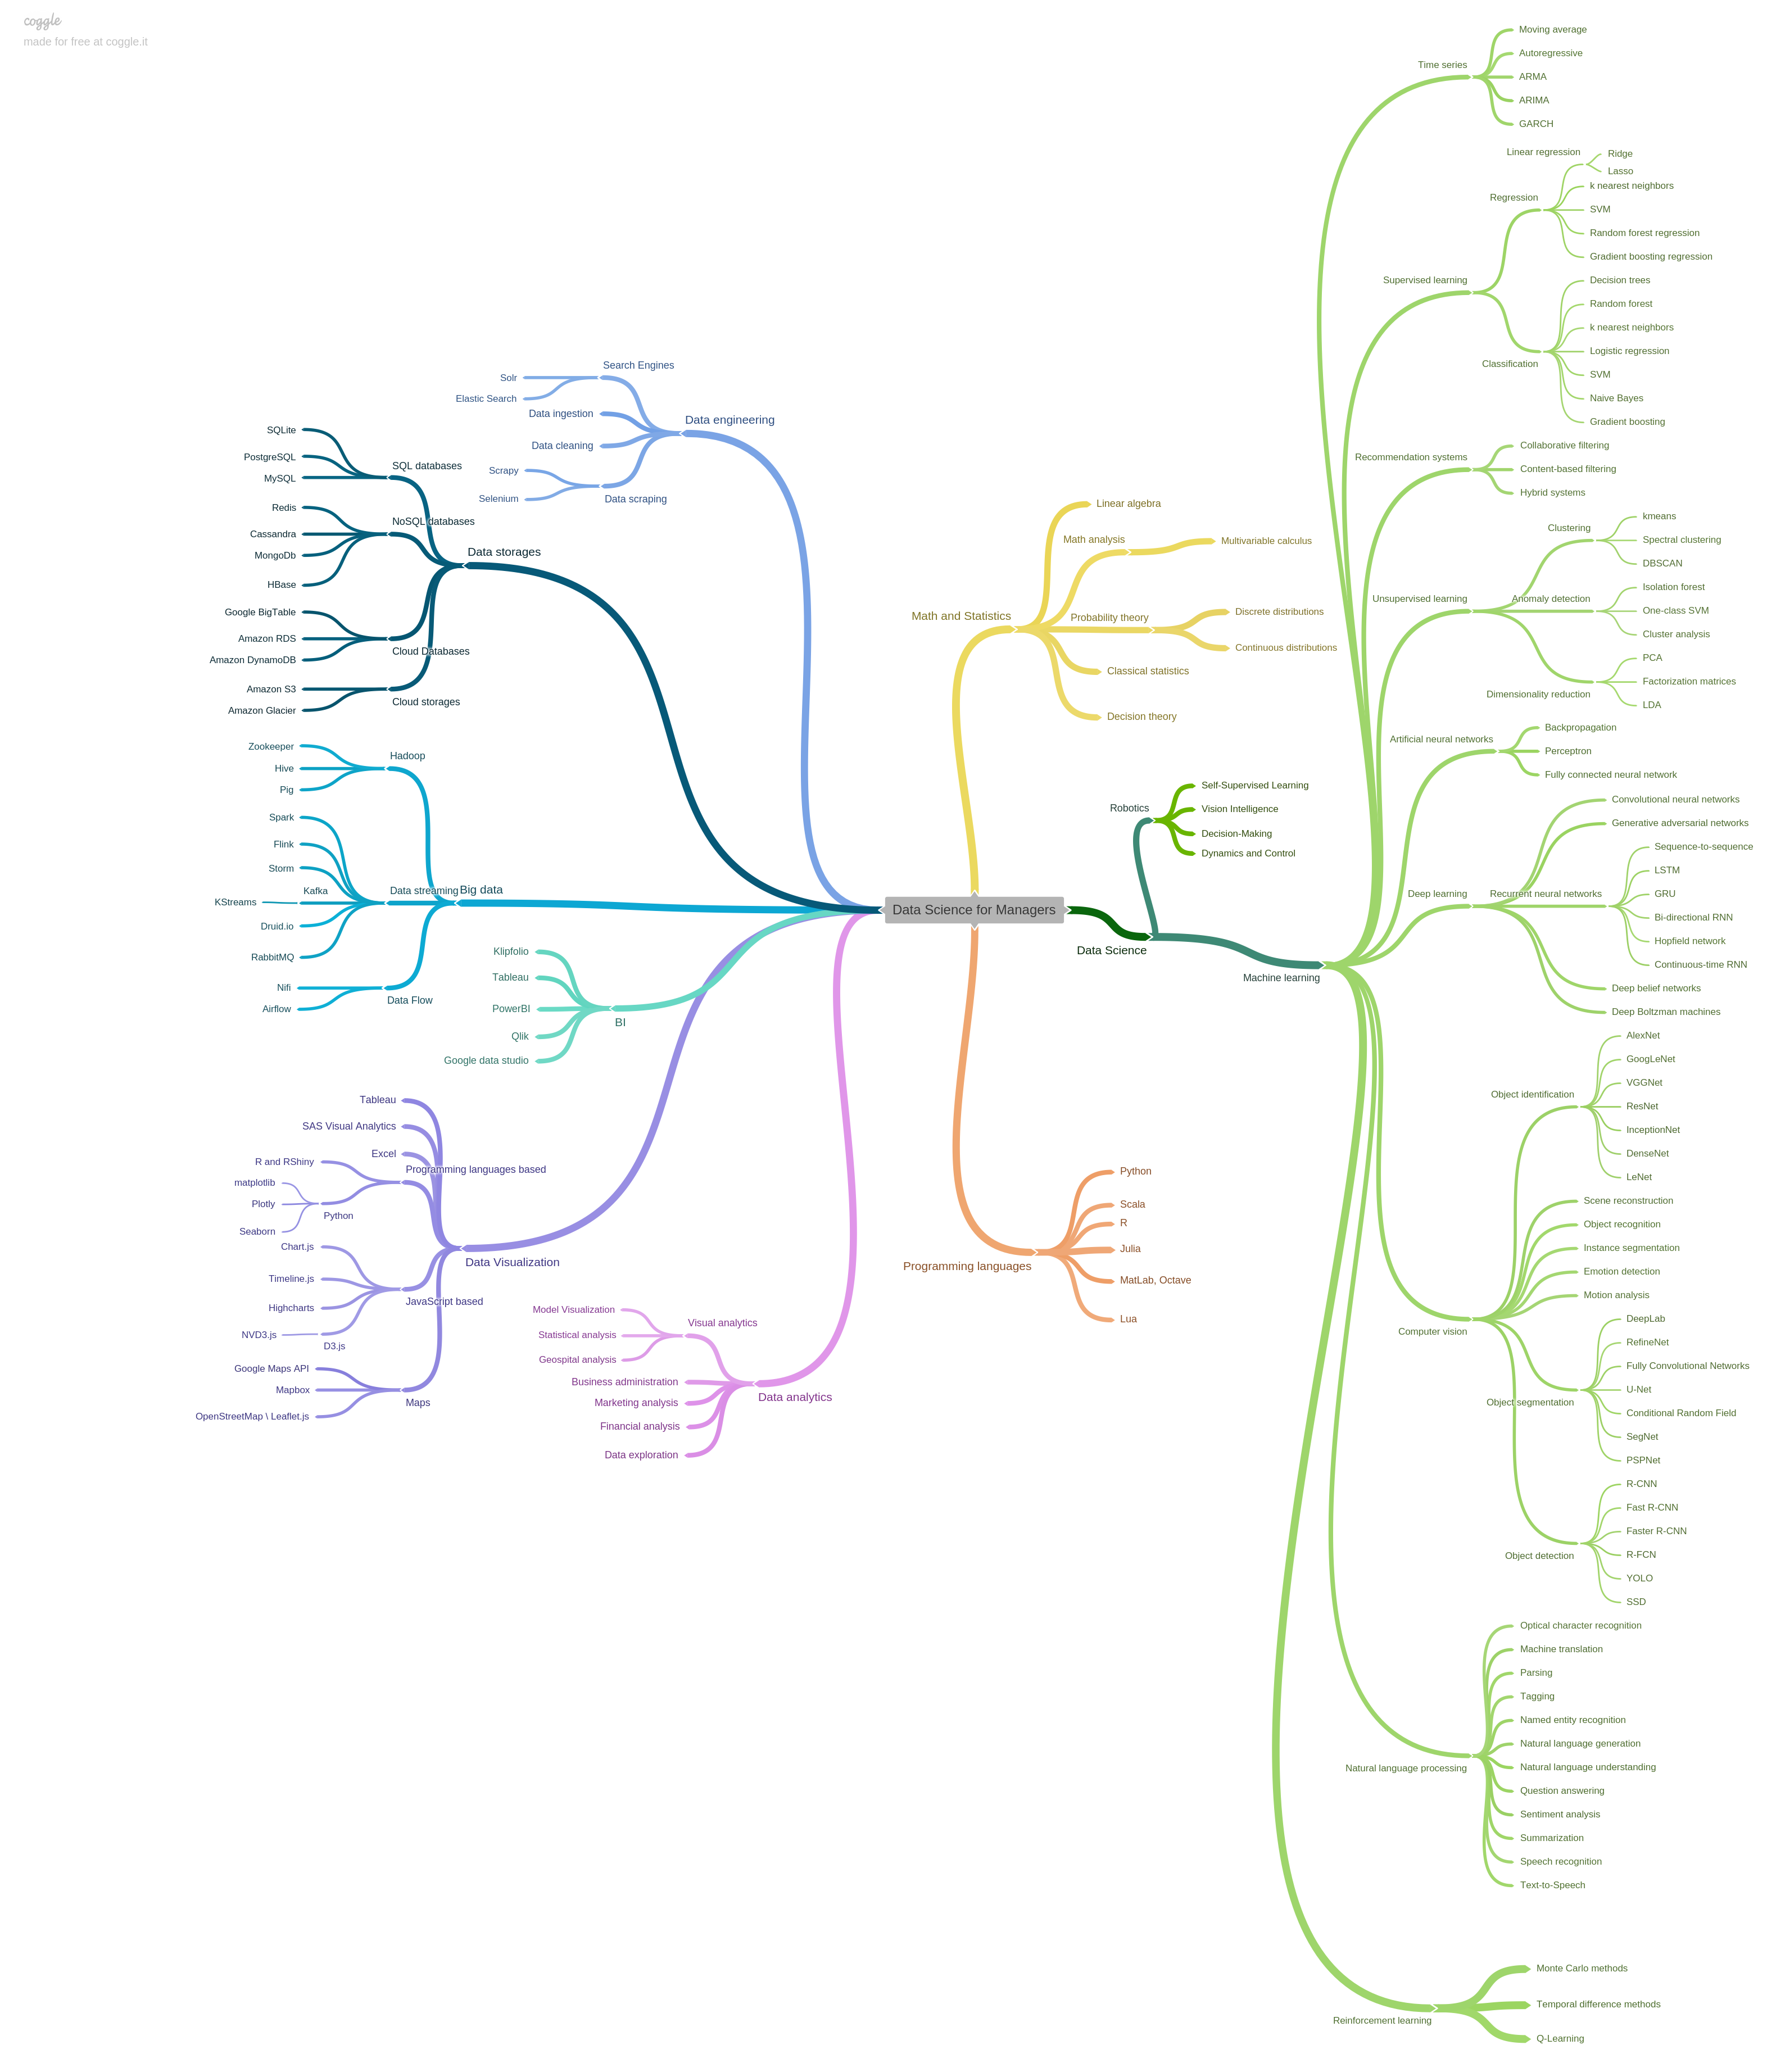 coggle
made for free at coggle.it
Data Science for Managers
Data engineering
Search Engines
Solr
Elastic Search
Data ingestion
Data cleaning
Data scraping
Scrapy
Selenium
Data storages
SQL databases
SQLite
PostgreSQL
MySQL
NoSQL databases
Redis
Cassandra
MongoDb
HBase
Cloud Databases
Google BigTable
Amazon RDS
Amazon DynamoDB
Cloud storages
Amazon S3
Amazon Glacier
Big data
Hadoop
Zookeeper
Hive
Pig
Data streaming
Spark
Flink
Storm
Kafka
KStreams
Druid.io
RabbitMQ
Data Flow
Nifi
Airflow
BI
Klipfolio
Tableau
PowerBI
Qlik
Google data studio
Data Visualization
Tableau
SAS Visual Analytics
Excel
Programming languages based
R and RShiny
Python
matplotlib
Plotly
Seaborn
JavaScript based
Chart.js
Timeline.js
Highcharts
D3.js
NVD3.js
Maps
Google Maps API
Mapbox
OpenStreetMap \ Leaflet.js
Data analytics
Visual analytics
Model Visualization
Statistical analysis
Geospital analysis
Business administration
Marketing analysis
Financial analysis
Data exploration
Math and Statistics
Linear algebra
Math analysis
Multivariable calculus
Probability theory
Discrete distributions
Continuous distributions
Classical statistics
Decision theory
Data Science
Robotics
Self-Supervised Learning
Vision Intelligence
Decision-Making
Dynamics and Control
Machine learning
Time series
Moving average
Autoregressive
ARMA
ARIMA
GARCH
Supervised learning
Regression
Linear regression
Ridge
Lasso
k nearest neighbors
SVM
Random forest regression
Gradient boosting regression
Classification
Decision trees
Random forest
k nearest neighbors
Logistic regression
SVM
Naive Bayes
Gradient boosting
Recommendation systems
Collaborative filtering
Content-based filtering
Hybrid systems
Unsupervised learning
Clustering
kmeans
Spectral clustering
DBSCAN
Anomaly detection
Isolation forest
One-class SVM
Cluster analysis
Dimensionality reduction
PCA
Factorization matrices
LDA
Artificial neural networks
Backpropagation
Perceptron
Fully connected neural network
Deep learning
Convolutional neural networks
Generative adversarial networks
Recurrent neural networks
Sequence-to-sequence
LSTM
GRU
Bi-directional RNN
Hopfield network
Continuous-time RNN
Deep belief networks
Deep Boltzman machines
Computer vision
Object identification
AlexNet
GoogLeNet
VGGNet
ResNet
InceptionNet
DenseNet
LeNet
Scene reconstruction
Object recognition
Instance segmentation
Emotion detection
Motion analysis
Object segmentation
DeepLab
RefineNet
Fully Convolutional Networks
U-Net
Conditional Random Field
SegNet
PSPNet
Object detection
R-CNN
Fast R-CNN
Faster R-CNN
R-FCN
YOLO
SSD
Natural language processing
Optical character recognition
Machine translation
Parsing
Tagging
Named entity recognition
Natural language generation
Natural language understanding
Question answering
Sentiment analysis
Summarization
Speech recognition
Text-to-Speech
Reinforcement learning
Monte Carlo methods
Temporal difference methods
Q-Learning
Programming languages
Python
Scala
R
Julia
MatLab, Octave
Lua